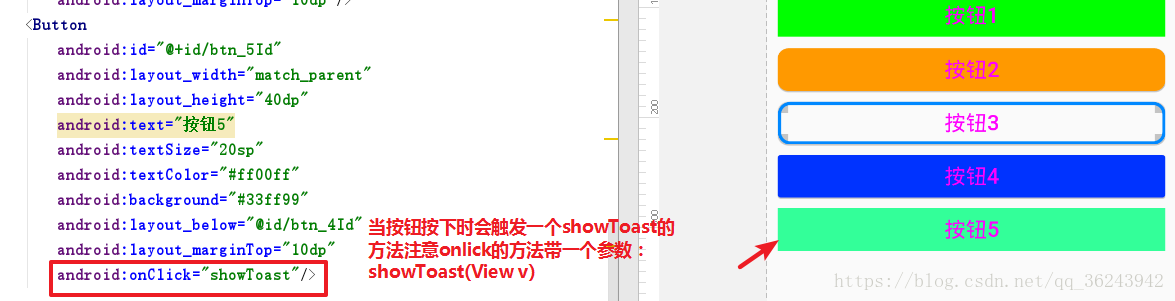 android:layout_marginTop="10dp"/>
<Button
android:id="@+id/btn_5Id"
android:layout_width="match_parent"
android:layout_height="40dp"
android:text="按钮5"
android:textSize="20sp"
android:textColor="#ff00ff"
android:background="#33ff99"
android:layout_below="@id/btn_4Id"
android:layout_marginTop="10dp"
android:onClick="showToast"/>
当按钮按下时会触发一个showToast的
方法注意onlick的方法带一个参数：
showToast(View v)
200
按钮1
按钮2
按钮3
按钮4
按钮5
https://blog.csdn.net/qq_36243942